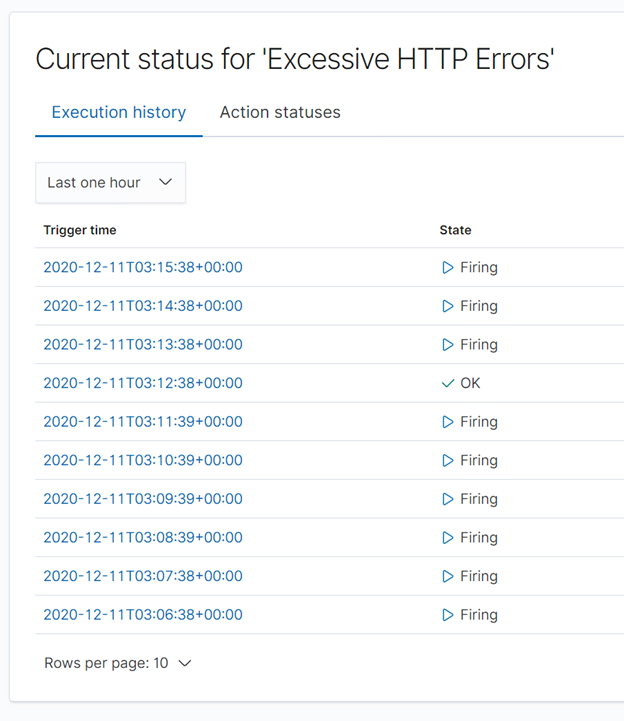 Current status for 'Excessive HTTP Errors'
Execution history Action statuses
Last one hour
Trigger time State
2020-12-11T03:15:38+00:00 Firing
2020-12-11T03:14:38+00:00 Firing
2020-12-11T03:13:38+00:00 Firing
2020-12-11T03:12:38+00:00 OK
2020-12-11T03:11:39+00:00 Firing
2020-12-11T03:10:39+00:00 Firing
2020-12-11T03:09:39+00:00 Firing
2020-12-11T03:08:39+00:00 Firing
2020-12-11T03:07:38+00:00 Firing
2020-12-11T03:06:38+00:00 Firing
Rows per page: 10